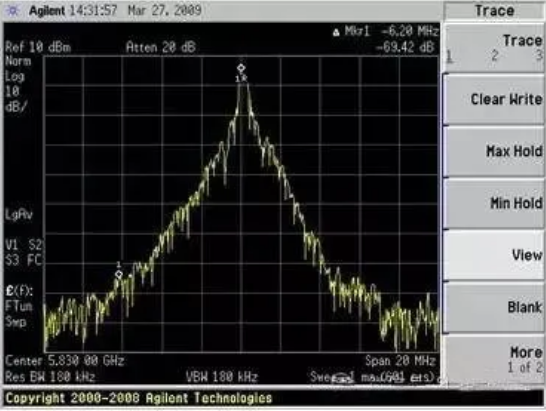 Agilent 14:31:57 Mar 27, 2009
Trace
Mkr1 -6.20 MHz
Ref 10 dBm Atten 20 dB -69.42 dB
Norm
Log
10
dB/
LgAv
V1 S2
S3 FC
£(f):
FTun
Swp
1R
1
Center 5.830 00 GHz Span 20 MHz
Res BW 180 kHz VBW 180 kHz
Copyright 2000-2008 Agilent Technologies
Trace
1 2 3
Clear Write
Max Hold
Min Hold
View
Blank
More
1 of 2